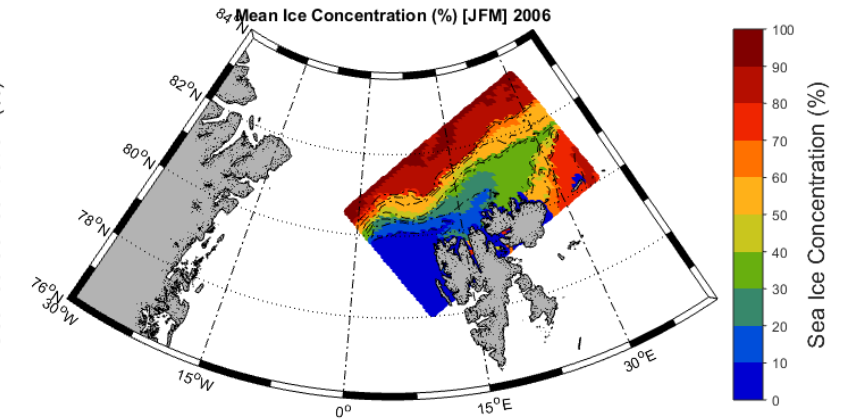 Mean Ice Concentration (%) [JFM] 2006
84°N
82°N
80°N
78°N
76°N
30°W
15°W
0°
15°E
30°E
100
90
80
70
60
50
40
30
20
10
0
Sea Ice Concentration (%)